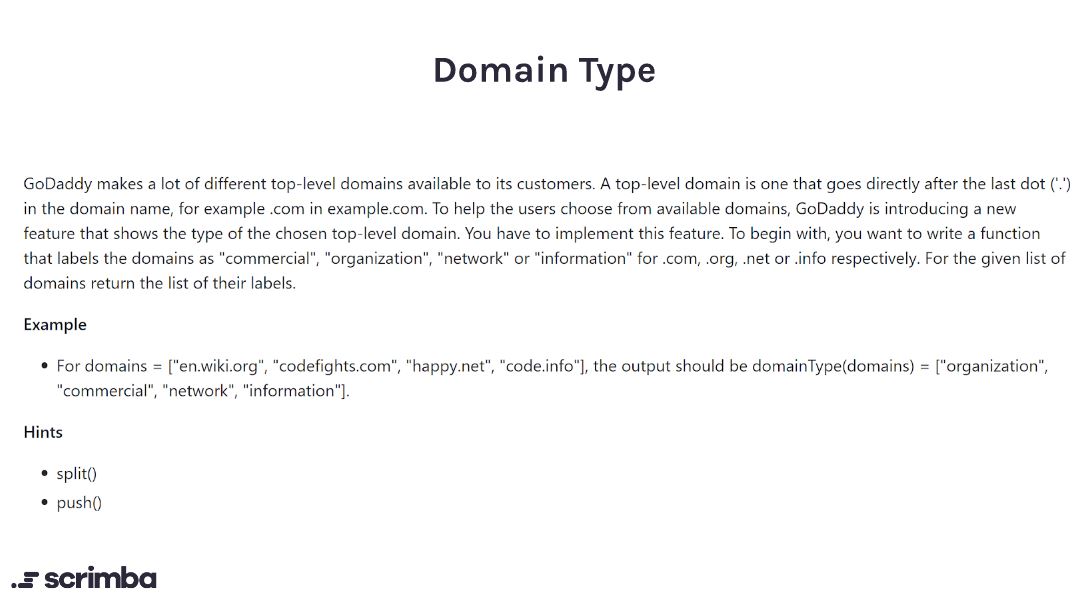 Domain Type
GoDaddy makes a lot of different top-level domains available to its customers. A top-level domain is one that goes directly after the last dot ('.')
in the domain name, for example .com in example.com. To help the users choose from available domains, GoDaddy is introducing a new
feature that shows the type of the chosen top-level domain. You have to implement this feature. To begin with, you want to write a function
that labels the domains as "commercial", "organization", "network" or "information" for .com, .org, .net or .info respectively. For the given list of
domains return the list of their labels.
Example
• For domains = ["en.wiki.org", "codefights.com", "happy.net", "code.info"], the output should be domainType(domains) = ["organization",
"commercial", "network", "information"].
Hints
• split()
• push()
scrimba